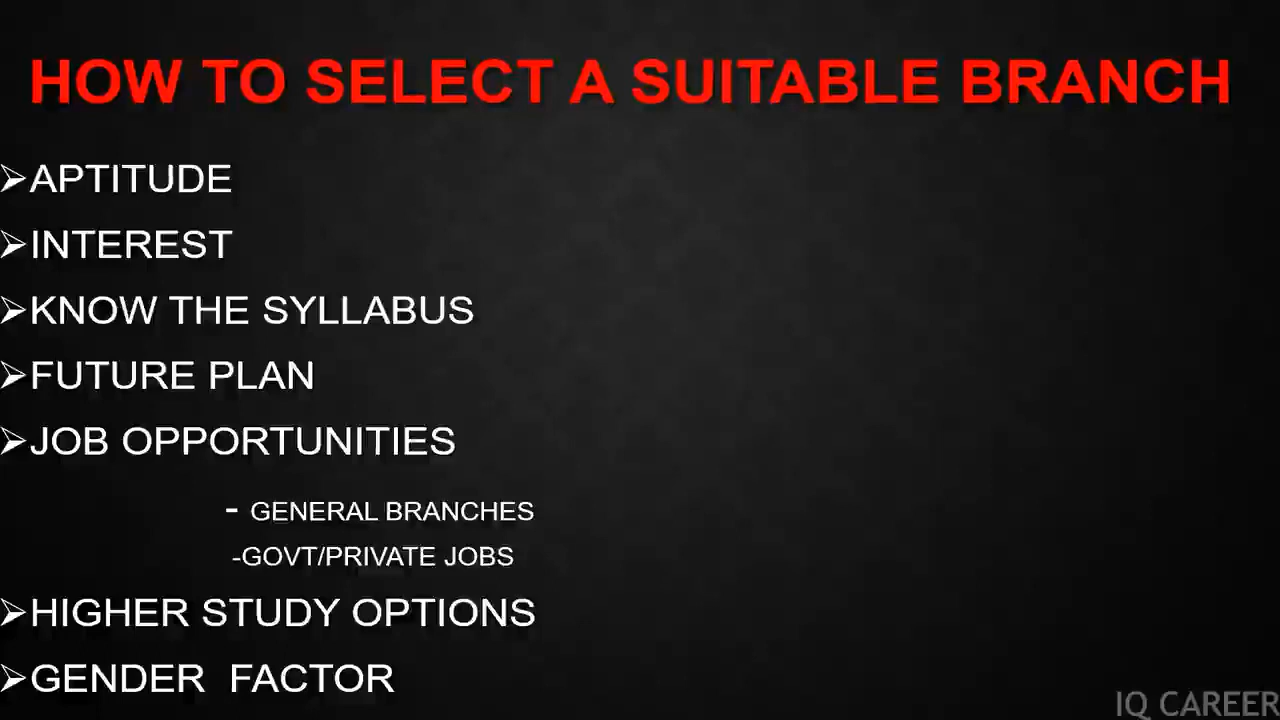 HOW TO SELECT A SUITABLE BRANCH
➢APTITUDE
➢INTEREST
➢KNOW THE SYLLABUS
➢FUTURE PLAN
➢JOB OPPORTUNITIES
- GENERAL BRANCHES
-GOVT/PRIVATE JOBS
➢HIGHER STUDY OPTIONS
➢GENDER FACTOR
IQ CAREER